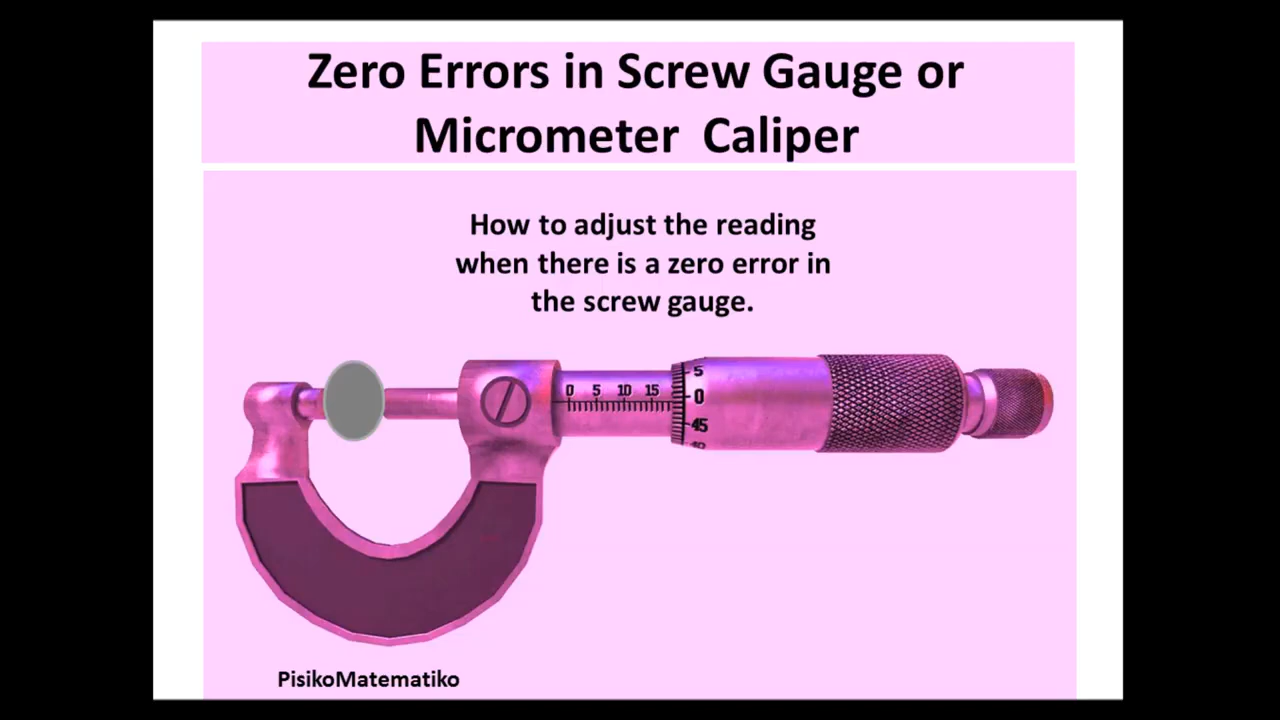 Zero Errors in Screw Gauge or
Micrometer Caliper
How to adjust the reading
when there is a zero error in
the screw gauge.
0 5 10 15
5
0
45
40
PisikoMatematiko